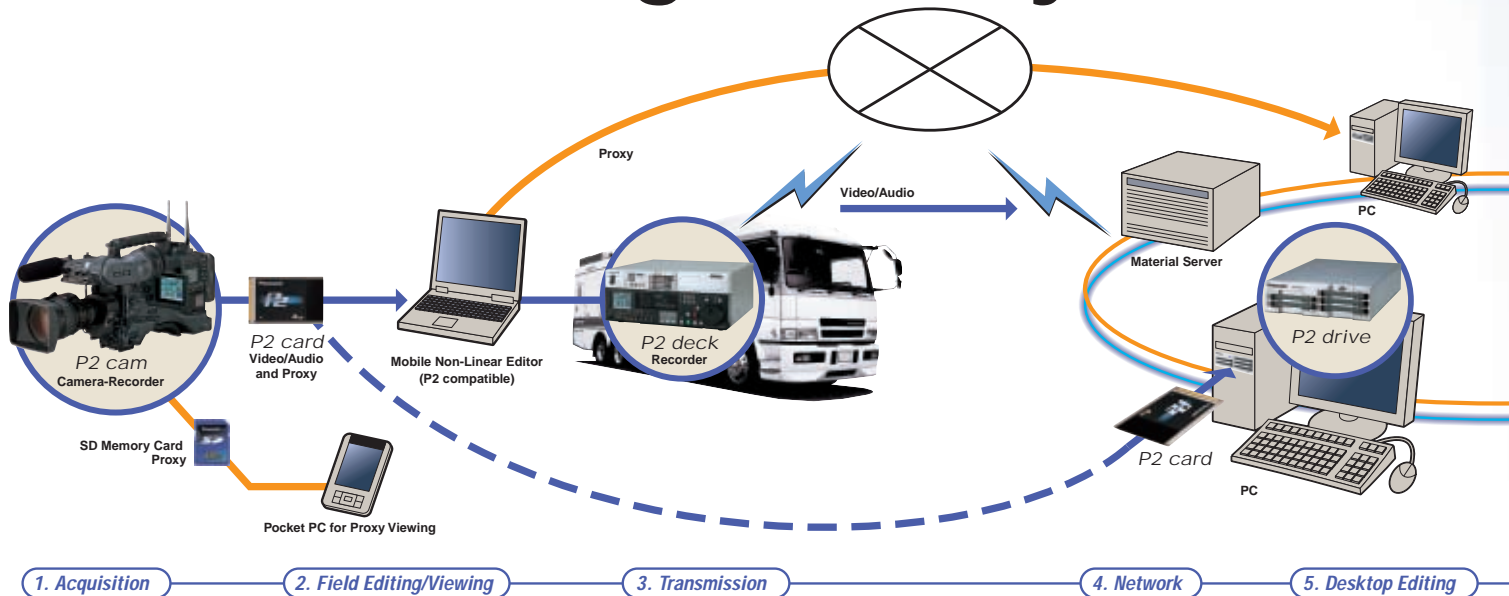 Proxy
Video/Audio
PC
Material Server
P2 cam
Camera-Recorder
P2 card
Video/Audio
and Proxy
Mobile Non-Linear Editor
(P2 compatible)
P2 deck
Recorder
P2 drive
SD Memory Card
Proxy
P2 card
PC
Pocket PC for Proxy Viewing
1. Acquisition
2. Field Editing/Viewing
3. Transmission
4. Network
5. Desktop Editing